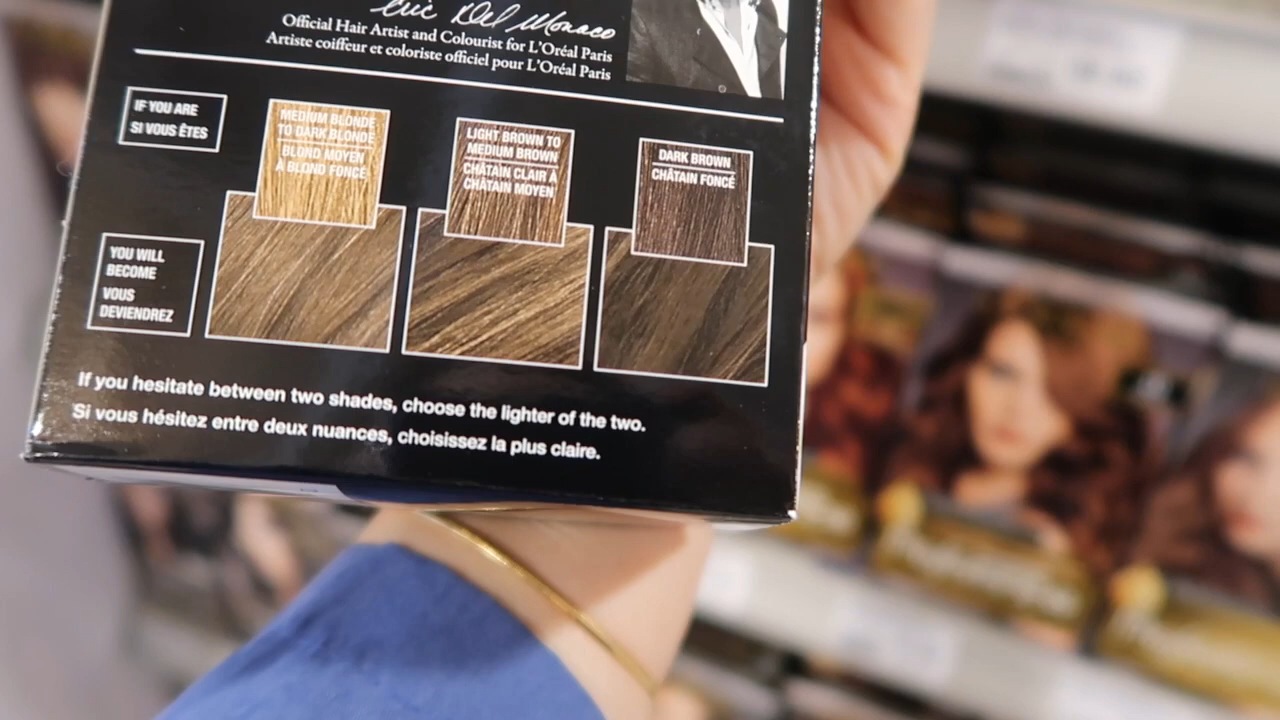 Eric Del Monaco
Official Hair Artist and Colourist for L'Oréal Paris
Artiste coiffeur et coloriste officiel pour L'Oréal Paris
IF YOU ARE
SI VOUS ÊTES
MEDIUM BLONDE
TO DARK BLONDE
BLOND MOYEN
À BLOND FONCÉ
LIGHT BROWN TO
MEDIUM BROWN
CHÂTAIN CLAIR À
CHÂTAIN MOYEN
DARK BROWN
CHÂTAIN FONCÉ
YOU WILL
BECOME
VOUS
DEVIENDREZ
If you hesitate between two shades, choose the lighter of the two.
Si vous hésitez entre deux nuances, choisissez la plus claire.